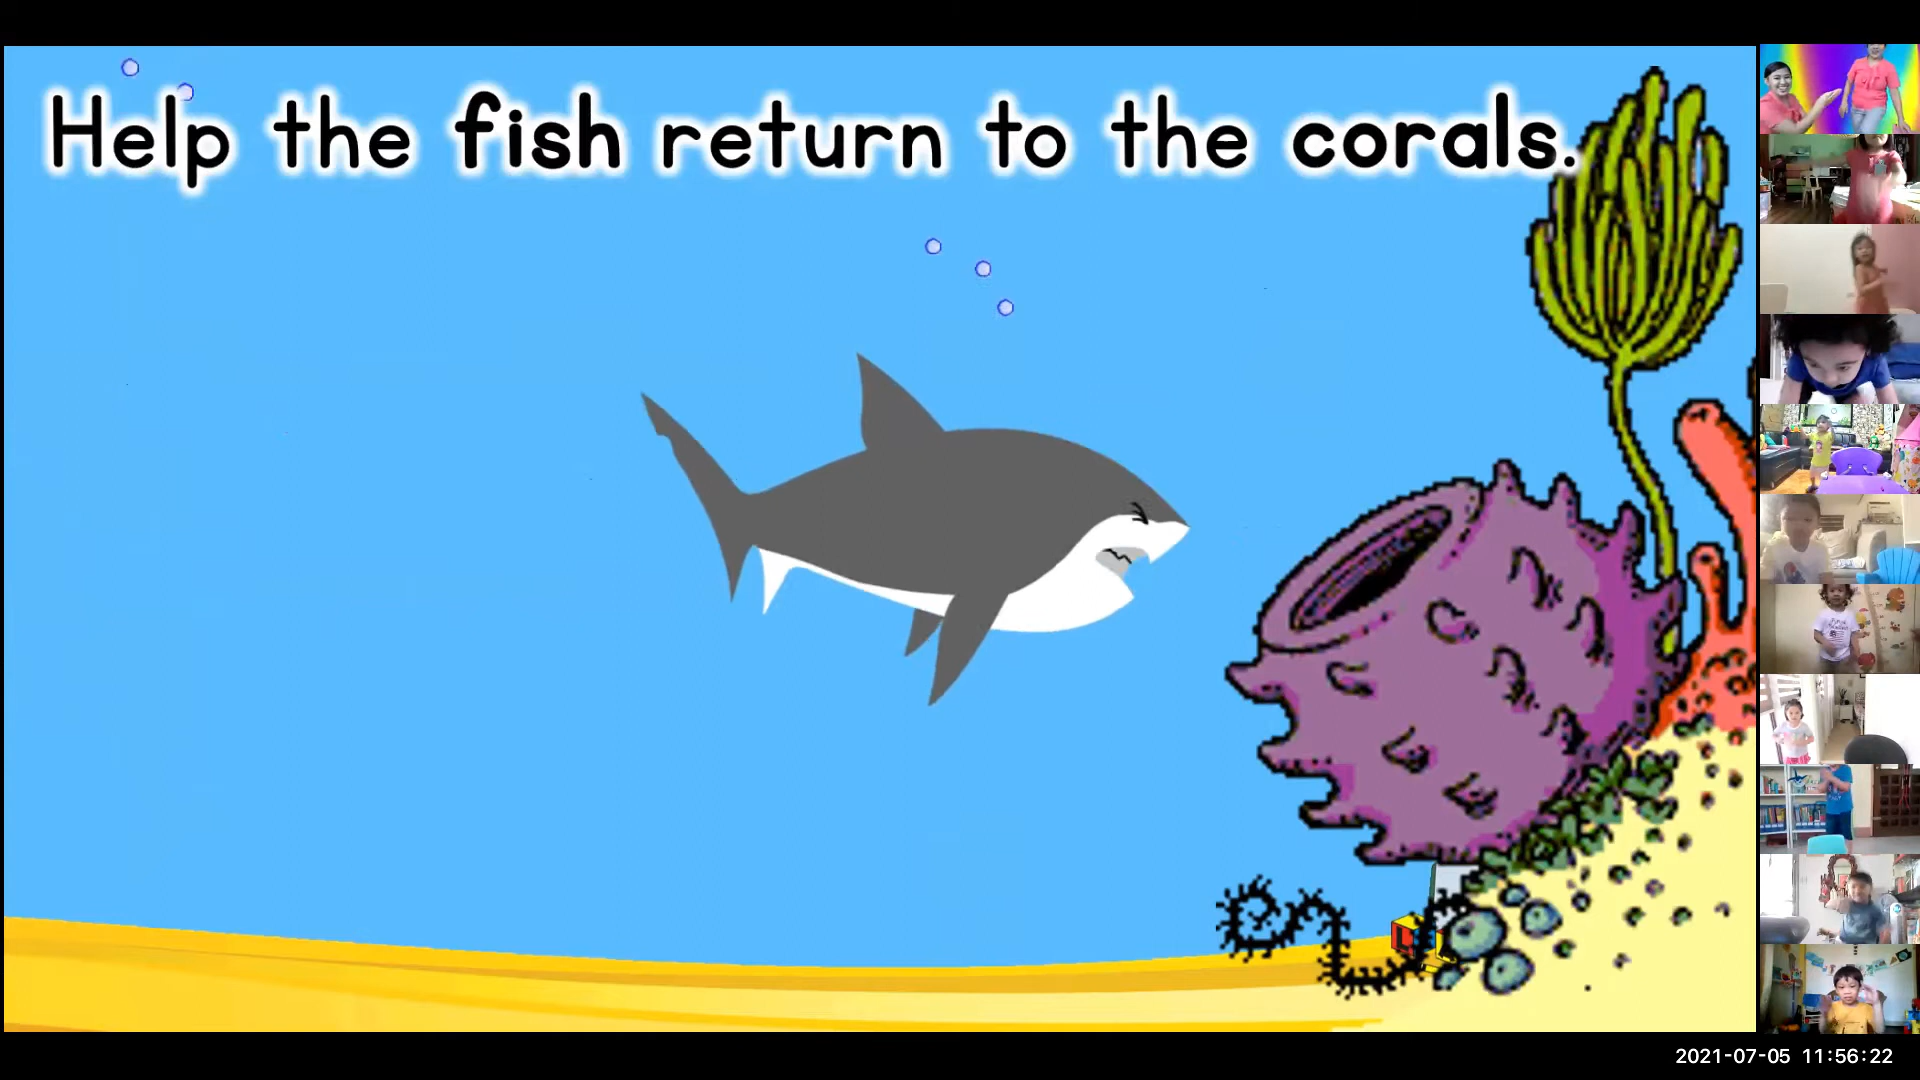 Help the fish return to the corals.
2021-07-05 11:56:22